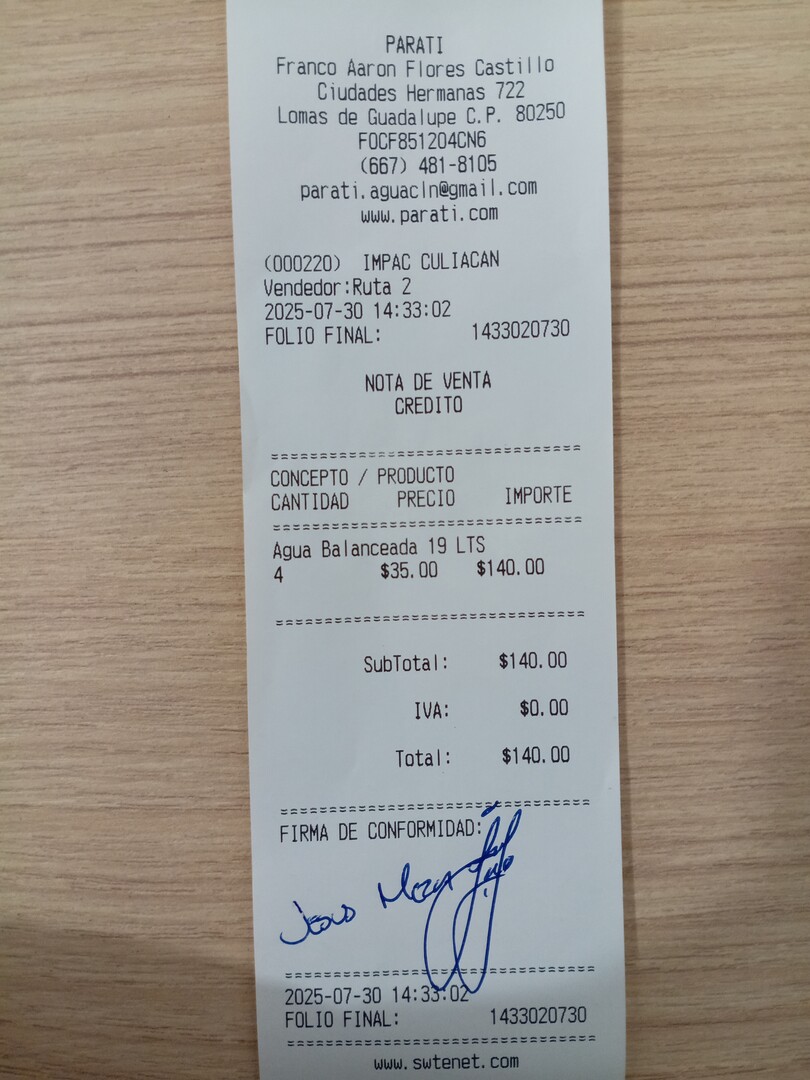 PARATI
Franco Aaron Flores Castillo
Ciudades Hermanas 722
Lomas de Guadalupe C.P. 80250
FOCF851204CN6
(667) 481-8105
parati.aguacln@gmail.com
www.parati.com
(000220) IMPAC CULIACAN
Vendedor:Ruta 2
2025-07-30 14:33:02
FOLIO FINAL: 1433020730
NOTA DE VENTA
CREDITO
===============================
CONCEPTO / PRODUCTO
CANTIDAD PRECIO IMPORTE
===============================
Agua Balanceada 19 LTS
4 $35.00 $140.00
===============================
SubTotal: $140.00
IVA: $0.00
Total: $140.00
===============================
FIRMA DE CONFORMIDAD:
Jesus Meza
===============================
2025-07-30 14:33:02
FOLIO FINAL: 1433020730
===============================
www.swtenet.com